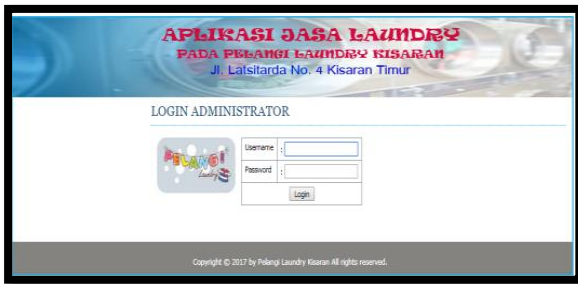 APLIKASI JASA LAUNDRY
PADA PELANGI LAUNDRY KISARAN
Jl. Latsitarda No. 4 Kisaran Timur
LOGIN ADMINISTRATOR
PELANGI
Laundry
Username :
Password :
Login
Copyright © 2017 by Pelangi Laundry Kisaran All rights reserved.